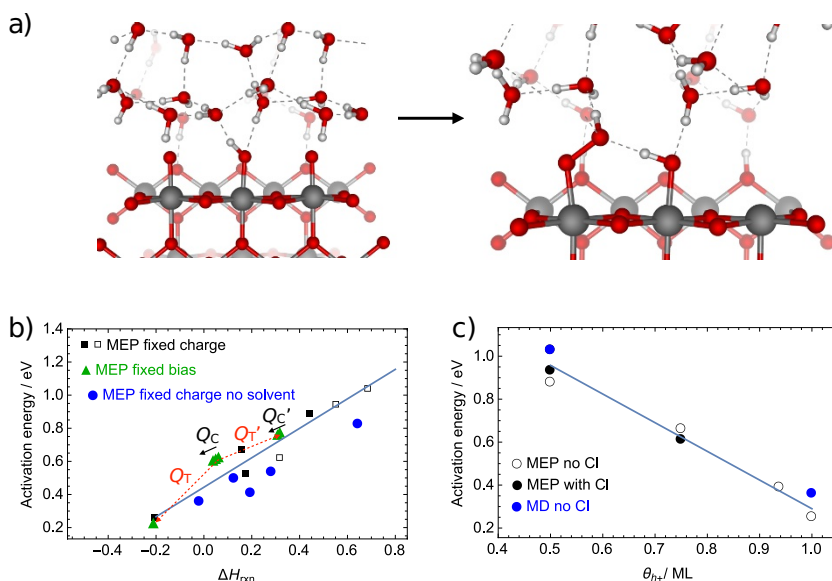 a)
b)
c)
Activation energy / eV
1.4
1.2
1.0
0.8
0.6
0.4
0.2
MEP fixed charge
MEP fixed bias
MEP fixed charge no solvent
Q_C
Q_T'
Q_C'
Q_T
−0.4
−0.2
0.0
0.2
0.4
0.6
0.8
ΔH_rxn
Activation energy / eV
1.0
0.8
0.6
0.4
0.2
MEP no CI
MEP with CI
MD no CI
0.4
0.5
0.6
0.7
0.8
0.9
1.0
θ_h+/ ML